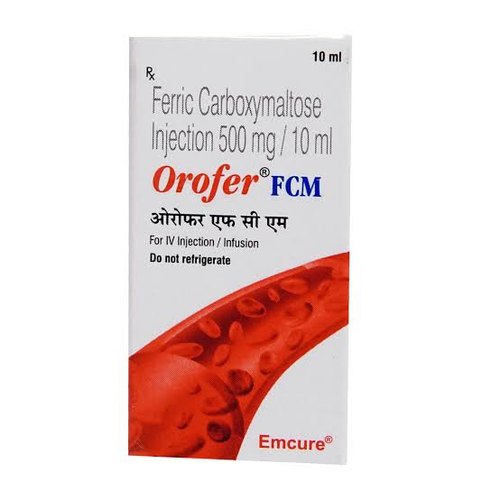 10 ml
Rx
Ferric Carboxymaltose
Injection 500 mg / 10 ml
Orofer® FCM
ओरोफर एफ सी एम
For IV Injection / Infusion
Do not refrigerate
Emcure®